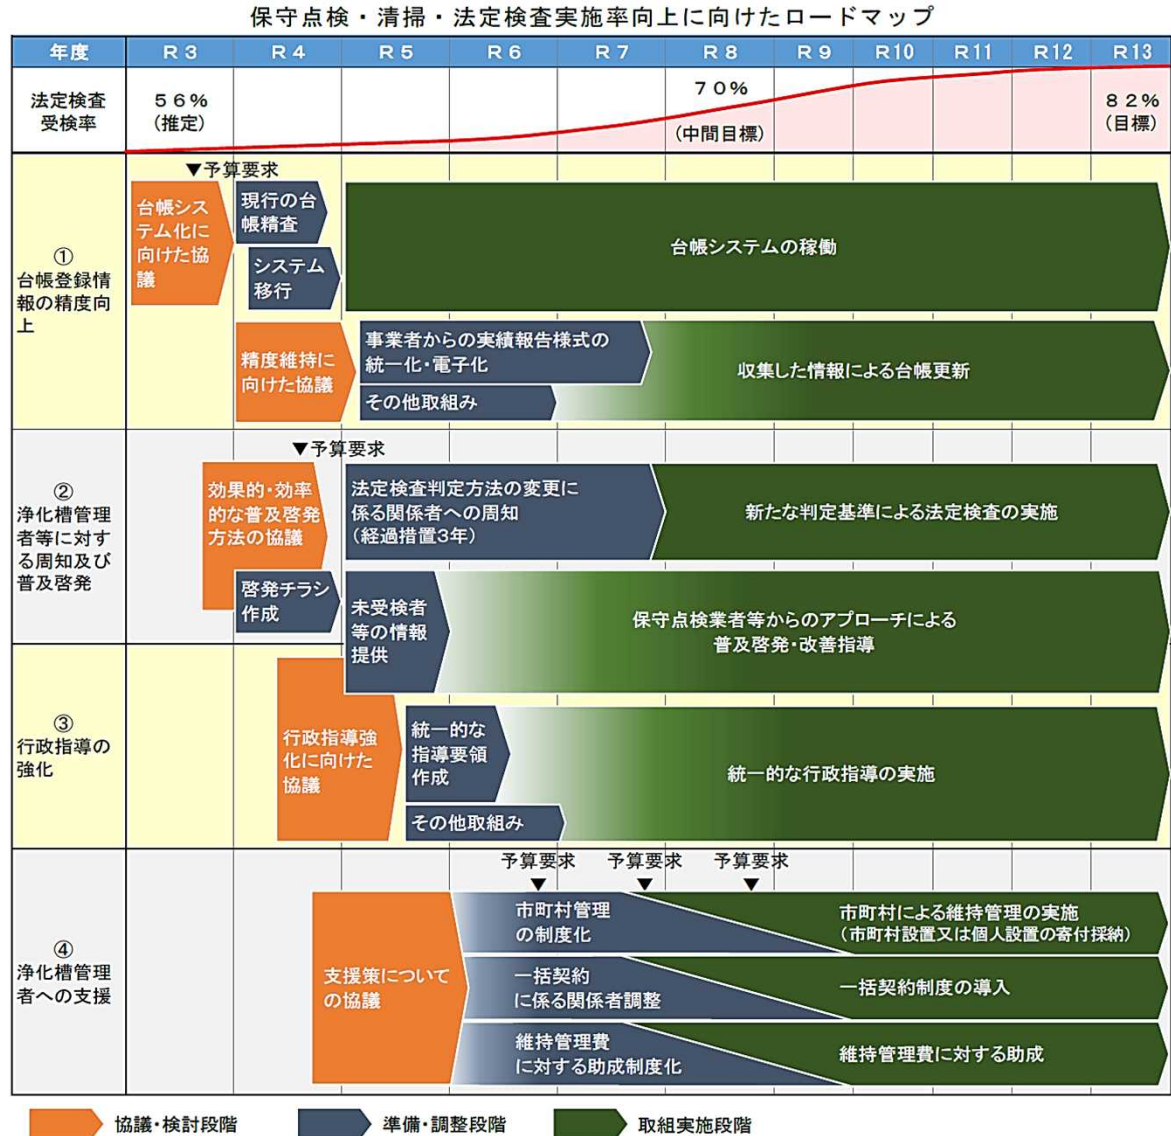 保守点検・清掃・法定検査実施率向上に向けたロードマップ
年度 R3 R4 R5 R6 R7 R8 R9 R10 R11 R12 R13
法定検査
受検率
56%
(推定)
70%
(中間目標)
82%
(目標)
①
台帳登録情
報の精度向
上
▼予算要求
台帳シス
テム化に
向けた協
議
現行の台
帳精査
システム
移行
台帳システムの稼働
精度維持に
向けた協議
事業者からの実績報告様式の
統一化・電子化
その他取組み
収集した情報による台帳更新
②
浄化槽管理
者等に対す
る周知及び
普及啓発
▼予算要求
効果的・効率
的な普及啓発
方法の協議
啓発チラシ
作成
法定検査判定方法の変更に
係る関係者への周知
(経過措置3年)
新たな判定基準による法定検査の実施
未受検者
等の情報
提供
保守点検業者等からのアプローチによる
普及啓発・改善指導
③
行政指導の
強化
行政指導強
化に向けた
協議
統一的な
指導要領
作成
その他取組み
統一的な行政指導の実施
④
浄化槽管理
者への支援
予算要求 予算要求 予算要求
▼ ▼ ▼
支援策について
の協議
市町村管理
の制度化
市町村による維持管理の実施
(市町村設置又は個人設置の寄付採納)
一括契約
に係る関係者調整
一括契約制度の導入
維持管理費
に対する助成制度化
維持管理費に対する助成
協議・検討段階 準備・調整段階 取組実施段階